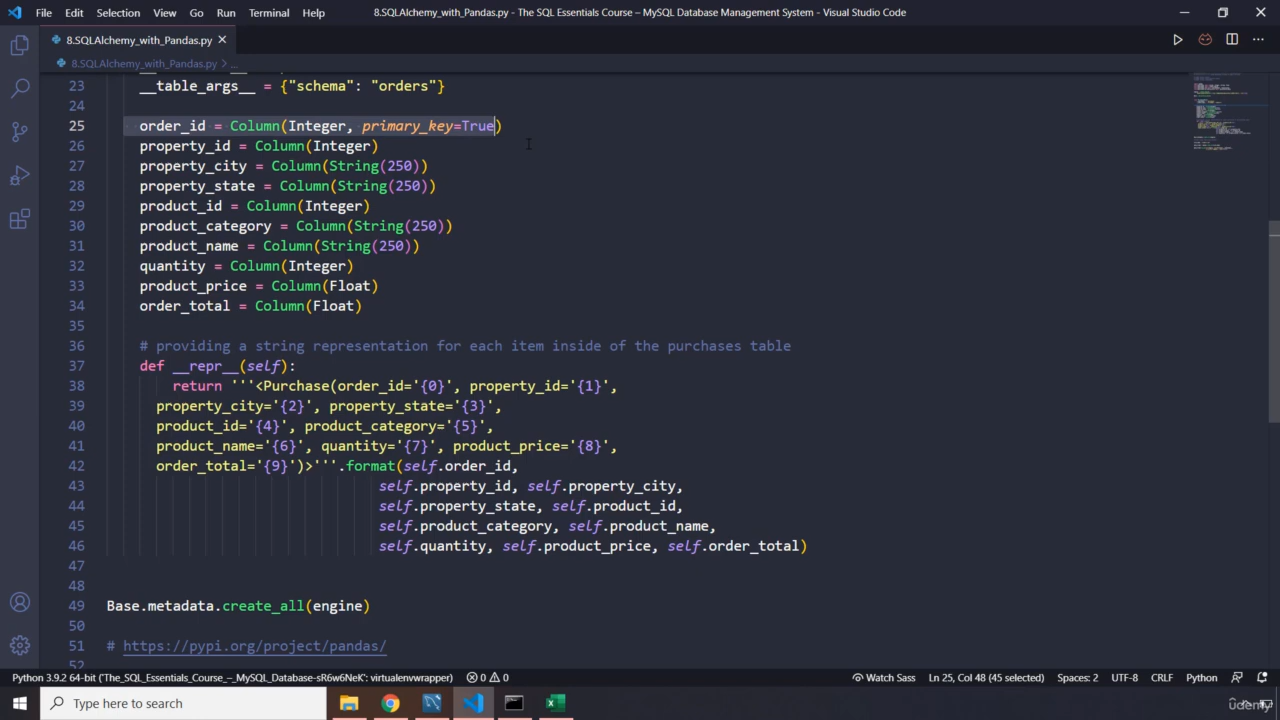 File Edit Selection View Go Run Terminal Help 8.SQLAlchemy_with_Pandas.py - The SQL Essentials Course – MySQL Database Management System - Visual Studio Code
8.SQLAlchemy_with_Pandas.py
8.SQLAlchemy_with_Pandas.py > ...
23 __table_args__ = {"schema": "orders"}
24
25 order_id = Column(Integer, primary_key=True)
26 property_id = Column(Integer)
27 property_city = Column(String(250))
28 property_state = Column(String(250))
29 product_id = Column(Integer)
30 product_category = Column(String(250))
31 product_name = Column(String(250))
32 quantity = Column(Integer)
33 product_price = Column(Float)
34 order_total = Column(Float)
35
36 # providing a string representation for each item inside of the purchases table
37 def __repr__(self):
38 return '''<Purchase(order_id='{0}', property_id='{1}',
39 property_city='{2}', property_state='{3}',
40 product_id='{4}', product_category='{5}',
41 product_name='{6}', quantity='{7}', product_price='{8}',
42 order_total='{9}')>'''.format(self.order_id,
43 self.property_id, self.property_city,
44 self.property_state, self.product_id,
45 self.product_category, self.product_name,
46 self.quantity, self.product_price, self.order_total)
47
48
49 Base.metadata.create_all(engine)
50
51 # https://pypi.org/project/pandas/
52
Python 3.9.2 64-bit ('The_SQL_Essentials_Course_–_MySQL_Database-sR6w6NeK': virtualenvwrapper) 0 0 Watch Sass Ln 25, Col 48 (45 selected) Spaces: 2 UTF-8 CRLF Python
Type here to search
Udemy